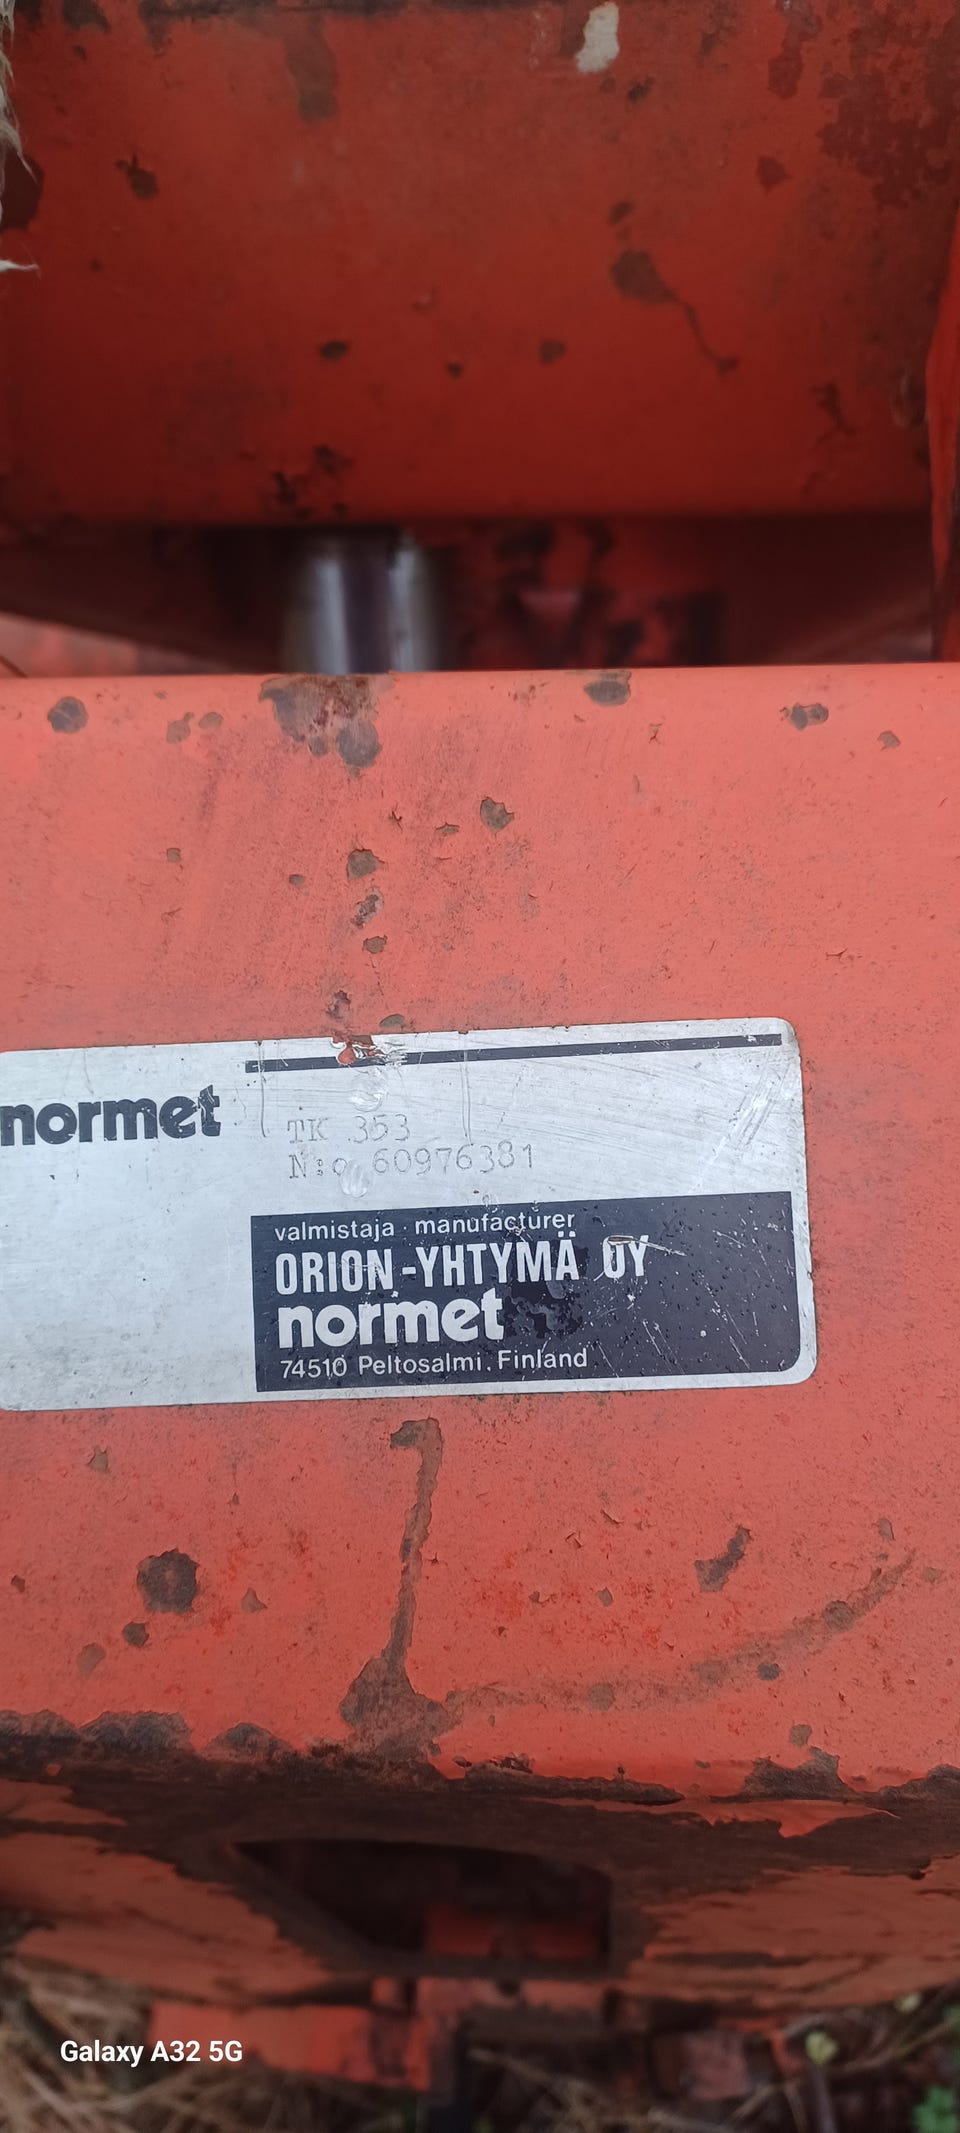 normet
TK 353
N:o 60976381
valmistaja · manufacturer
ORION-YHTYMÄ OY
normet
74510 Peltosalmi. Finland
Galaxy A32 5G